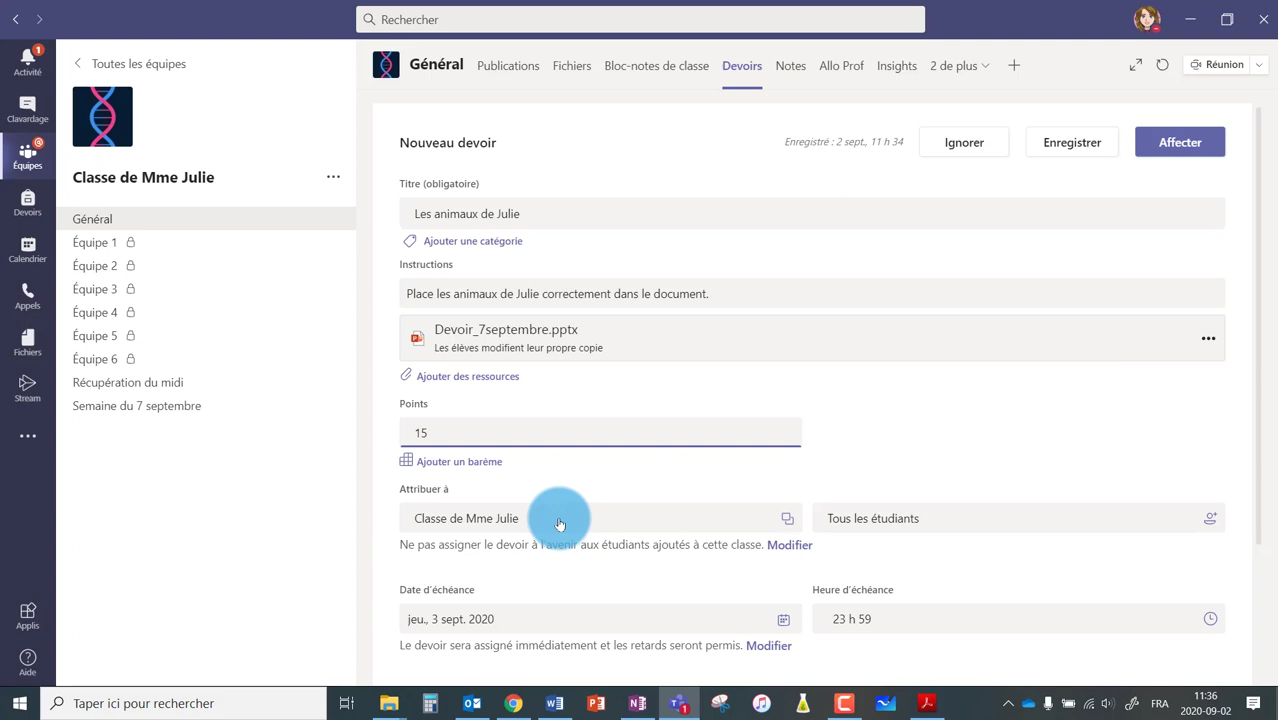 Rechercher
Activité
1
Clavardage
Équipes
Devoirs
Calendrier
Appels
Fichiers
Stream
Applis
Aide
Toutes les équipes
Classe de Mme Julie
Général
Équipe 1
Équipe 2
Équipe 3
Équipe 4
Équipe 5
Équipe 6
Récupération du midi
Semaine du 7 septembre
Général Publications Fichiers Bloc-notes de classe Devoirs Notes Allo Prof Insights 2 de plus Réunion
Nouveau devoir Enregistré : 2 sept., 11 h 34 Ignorer Enregistrer Affecter
Titre (obligatoire)
Les animaux de Julie
Ajouter une catégorie
Instructions
Place les animaux de Julie correctement dans le document.
Devoir_7septembre.pptx
Les élèves modifient leur propre copie
Ajouter des ressources
Points
15
Ajouter un barème
Attribuer à
Classe de Mme Julie Tous les étudiants
Ne pas assigner le devoir à l'avenir aux étudiants ajoutés à cette classe. Modifier
Date d'échéance Heure d'échéance
jeu., 3 sept. 2020 23 h 59
Le devoir sera assigné immédiatement et les retards seront permis. Modifier
Taper ici pour rechercher
1
FRA
11:36
2020-09-02